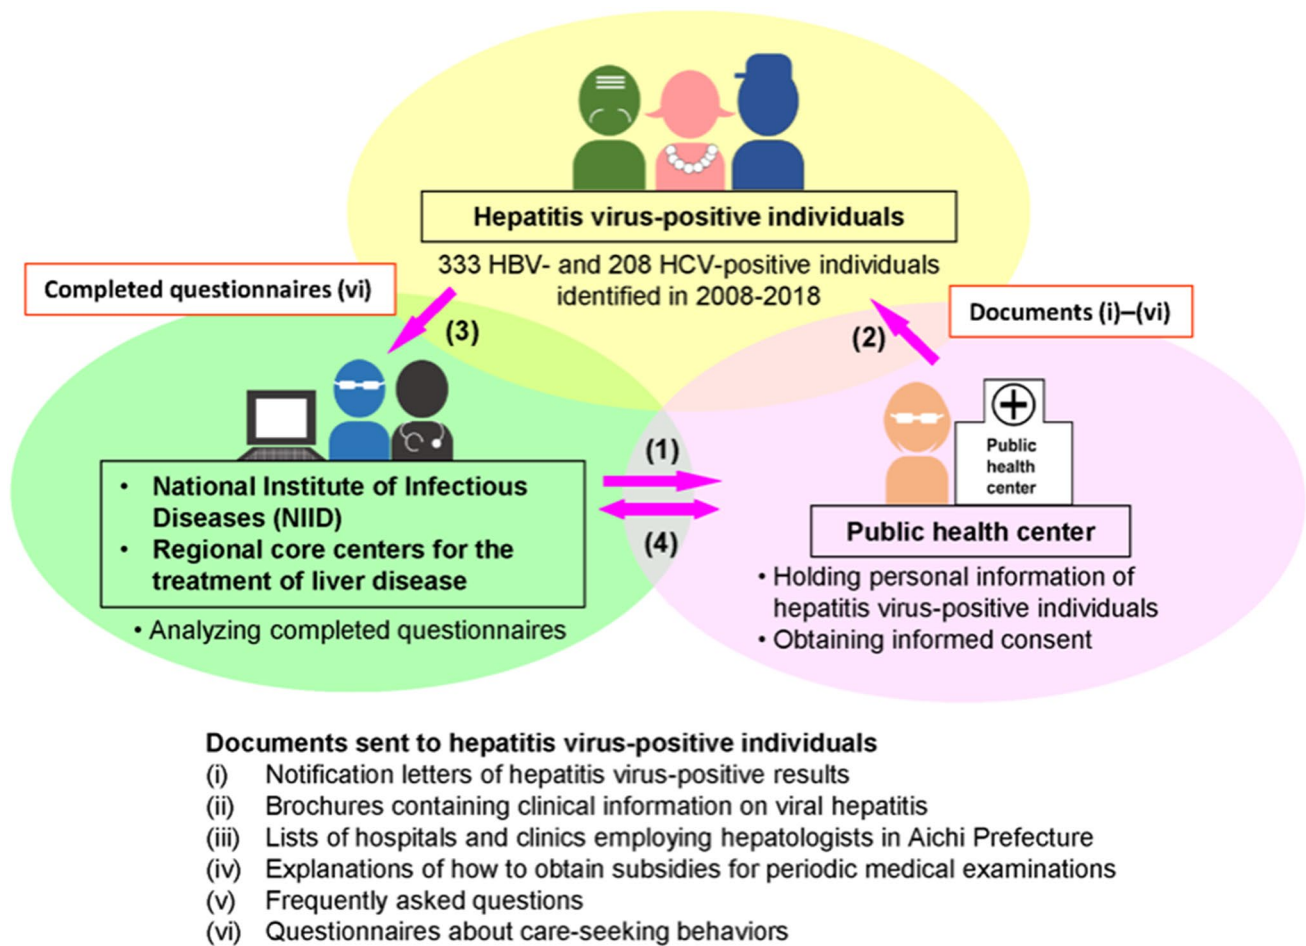 Hepatitis virus-positive individuals
333 HBV- and 208 HCV-positive individuals
identified in 2008-2018
Completed questionnaires (vi)
Documents (i)–(vi)
(3)
(2)
(1)
(4)
• National Institute of Infectious
Diseases (NIID)
• Regional core centers for the
treatment of liver disease
• Analyzing completed questionnaires
Public
health
center
Public health center
• Holding personal information of
hepatitis virus-positive individuals
• Obtaining informed consent
Documents sent to hepatitis virus-positive individuals
(i) Notification letters of hepatitis virus-positive results
(ii) Brochures containing clinical information on viral hepatitis
(iii) Lists of hospitals and clinics employing hepatologists in Aichi Prefecture
(iv) Explanations of how to obtain subsidies for periodic medical examinations
(v) Frequently asked questions
(vi) Questionnaires about care-seeking behaviors